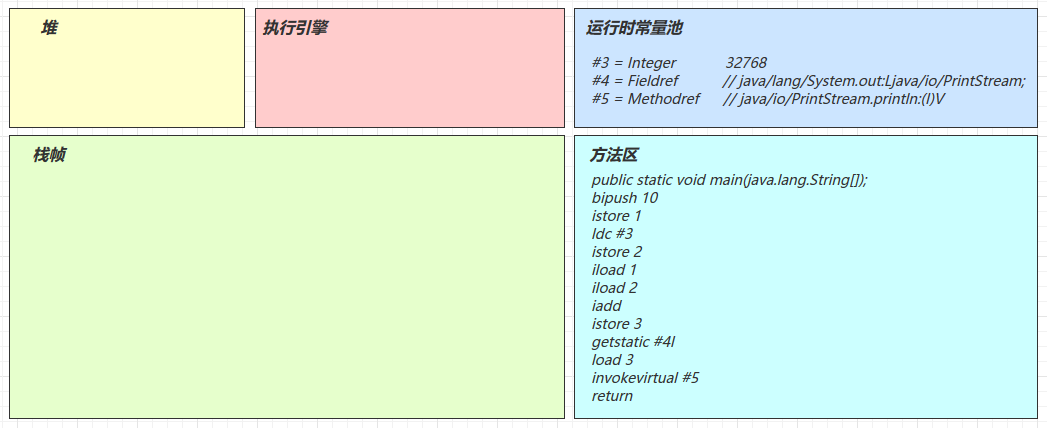 堆
执行引擎
运行时常量池
#3 = Integer 32768
#4 = Fieldref // java/lang/System.out:Ljava/io/PrintStream;
#5 = Methodref // java/io/PrintStream.println:(I)V
栈帧
方法区
public static void main(java.lang.String[]);
bipush 10
istore 1
ldc #3
istore 2
iload 1
iload 2
iadd
istore 3
getstatic #4l
load 3
invokevirtual #5
return